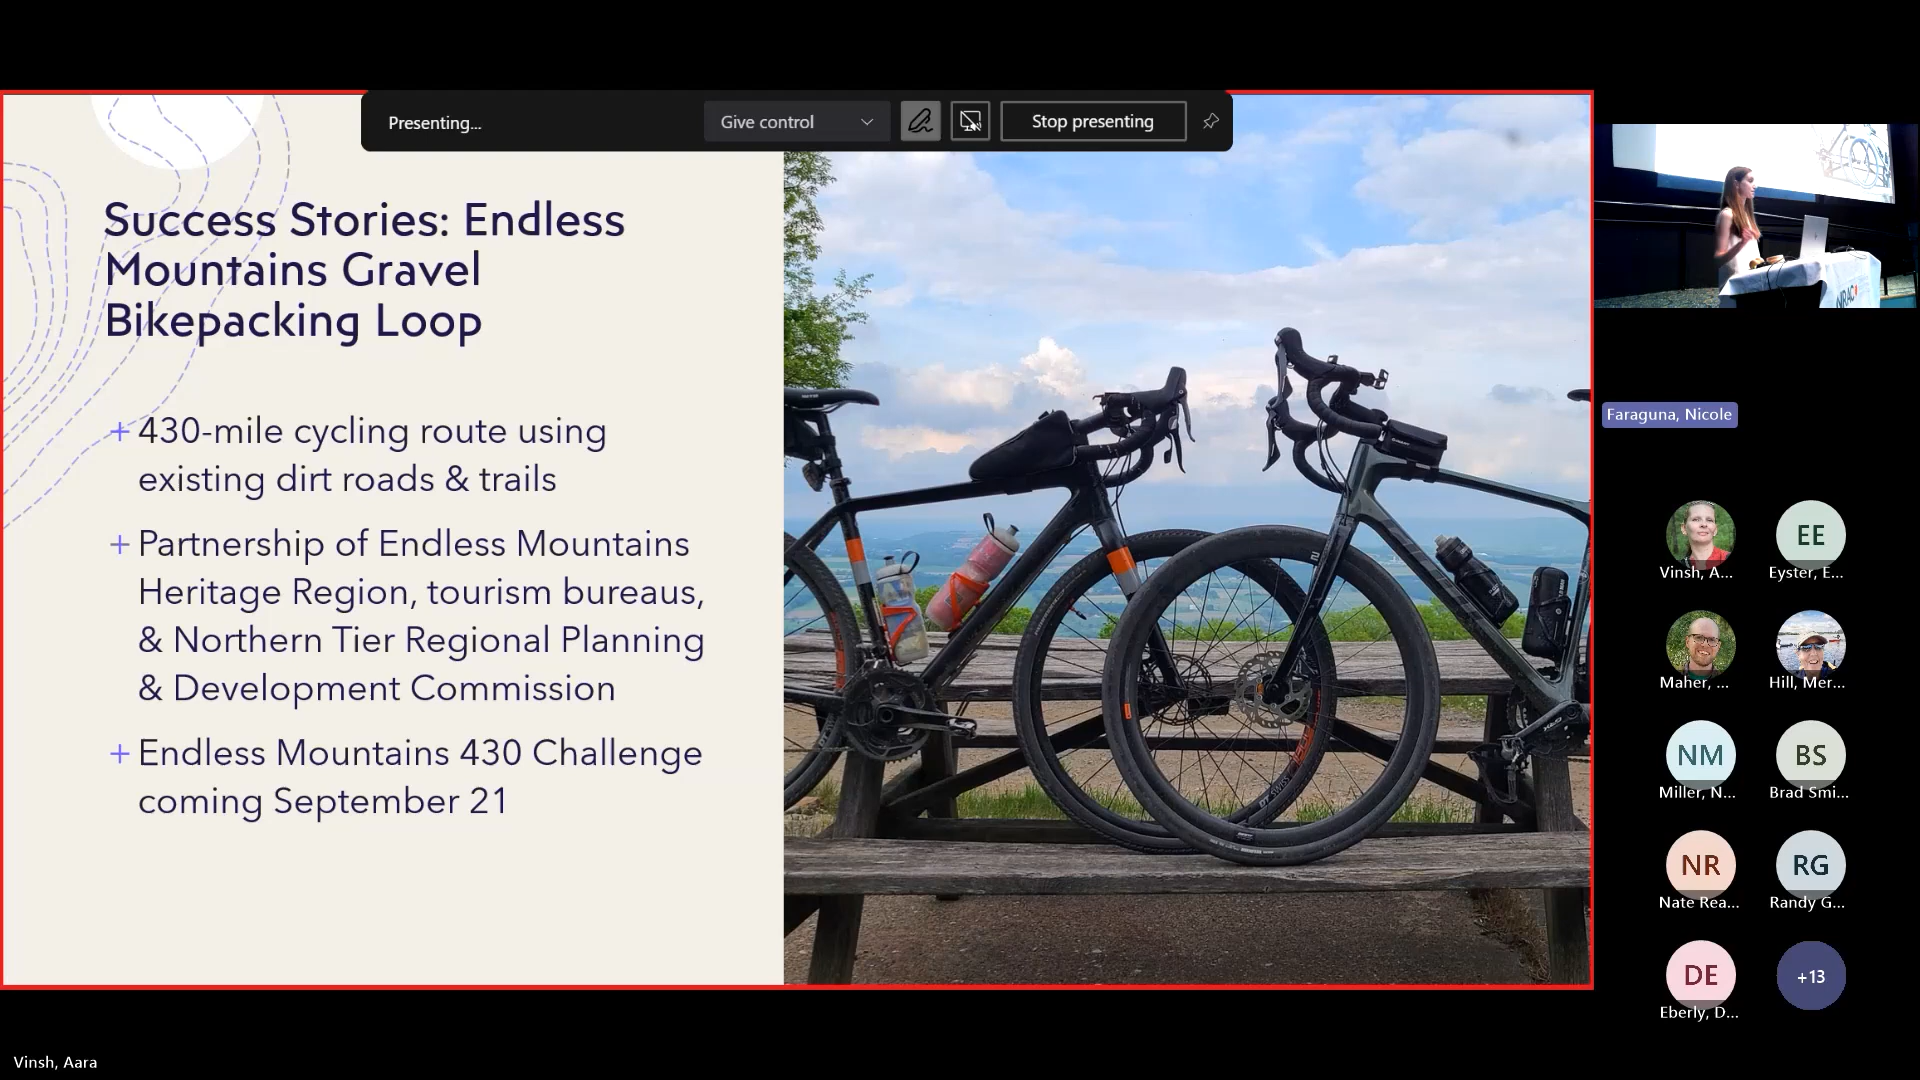 Presenting...
Give control
Stop presenting
Success Stories: Endless
Mountains Gravel
Bikepacking Loop
+ 430-mile cycling route using
existing dirt roads & trails
+ Partnership of Endless Mountains
Heritage Region, tourism bureaus,
& Northern Tier Regional Planning
& Development Commission
+ Endless Mountains 430 Challenge
coming September 21
Faraguna, Nicole
Vinsh, A...
EE
Eyster, E...
Maher, ...
Hill, Mer...
NM
Miller, N...
BS
Brad Smi...
NR
Nate Rea...
RG
Randy G...
DE
Eberly, D...
+13
Vinsh, Aara